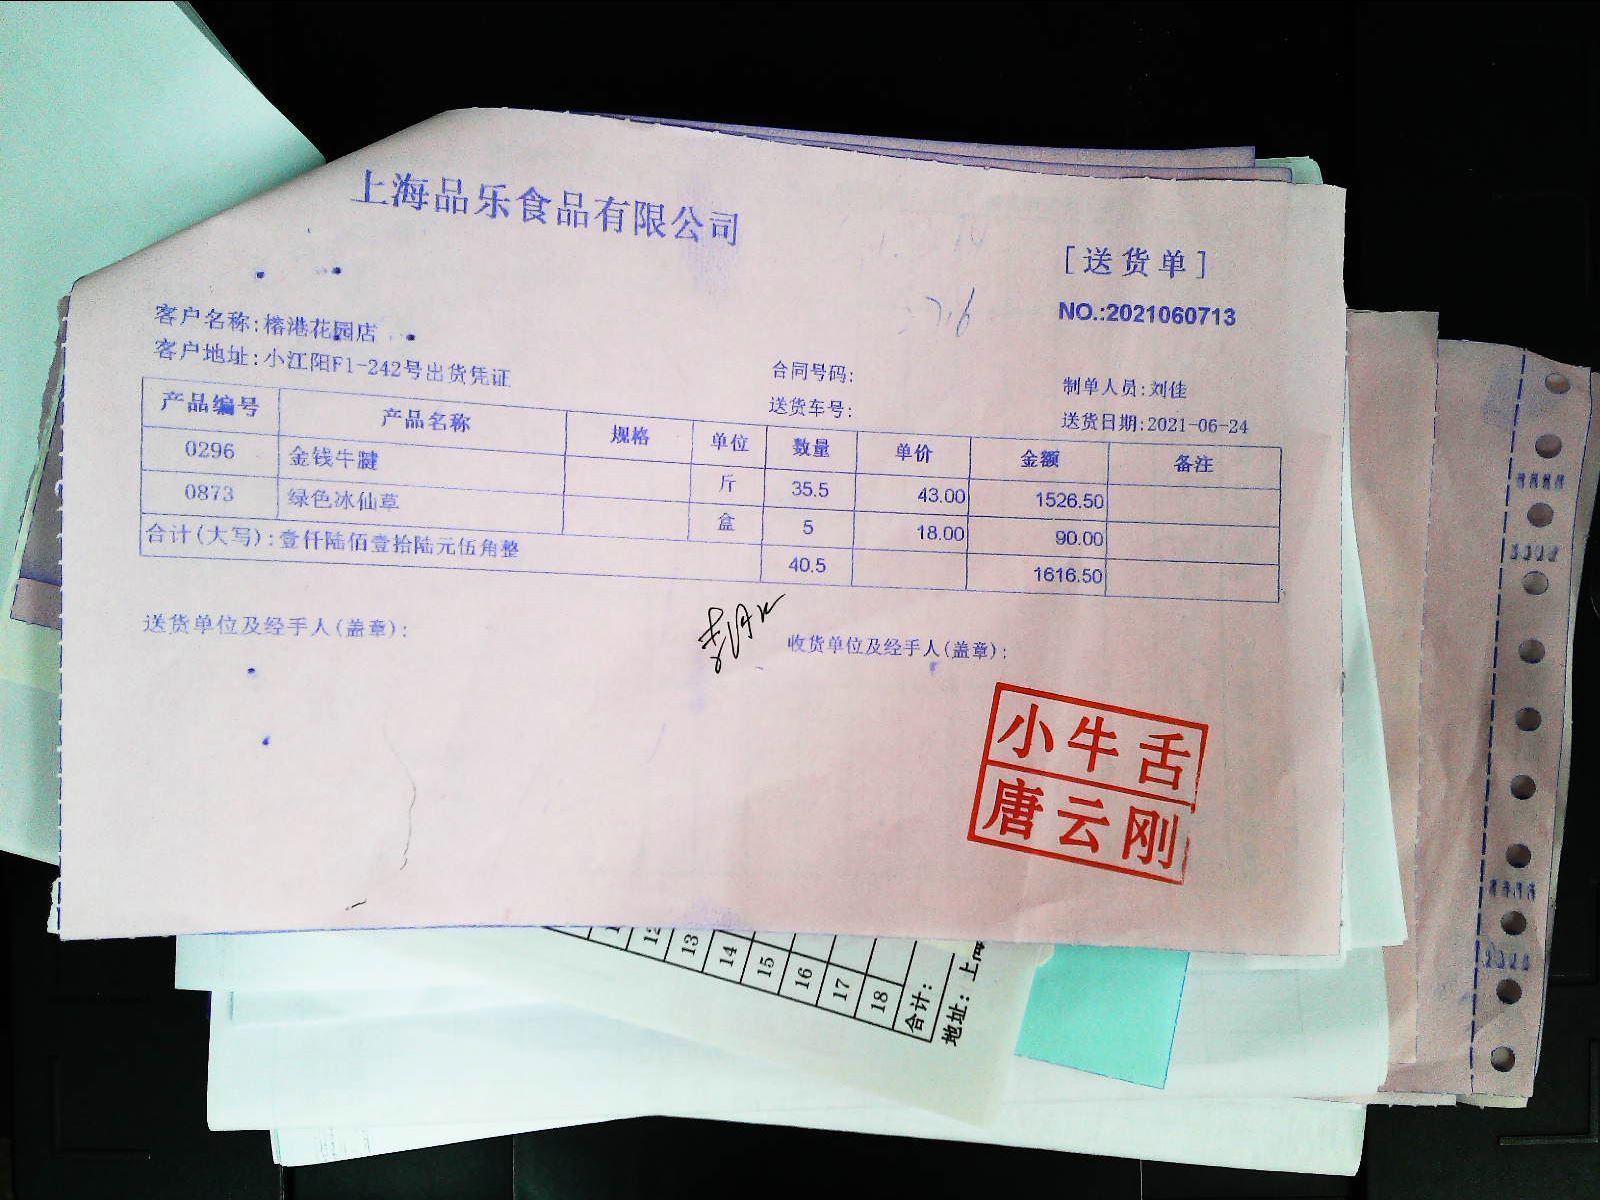 上海品乐食品有限公司
[送货单]
NO.:2021060713
客户名称:榕港花园店
客户地址:小江阳F1-242号出货凭证
合同号码:
制单人员:刘佳
送货车号:
送货日期:2021-06-24
产品编号 产品名称 规格 单位 数量 单价 金额 备注
0296 金钱牛腱 斤 35.5 43.00 1526.50
0873 绿色冰仙草 盒 5 18.00 90.00
合计(大写):壹仟陆佰壹拾陆元伍角整 40.5 1616.50
送货单位及经手人(盖章):
收货单位及经手人(盖章):
小牛舌
唐云刚
12
13
14
15
16
17
18
合计:
地址: 上海